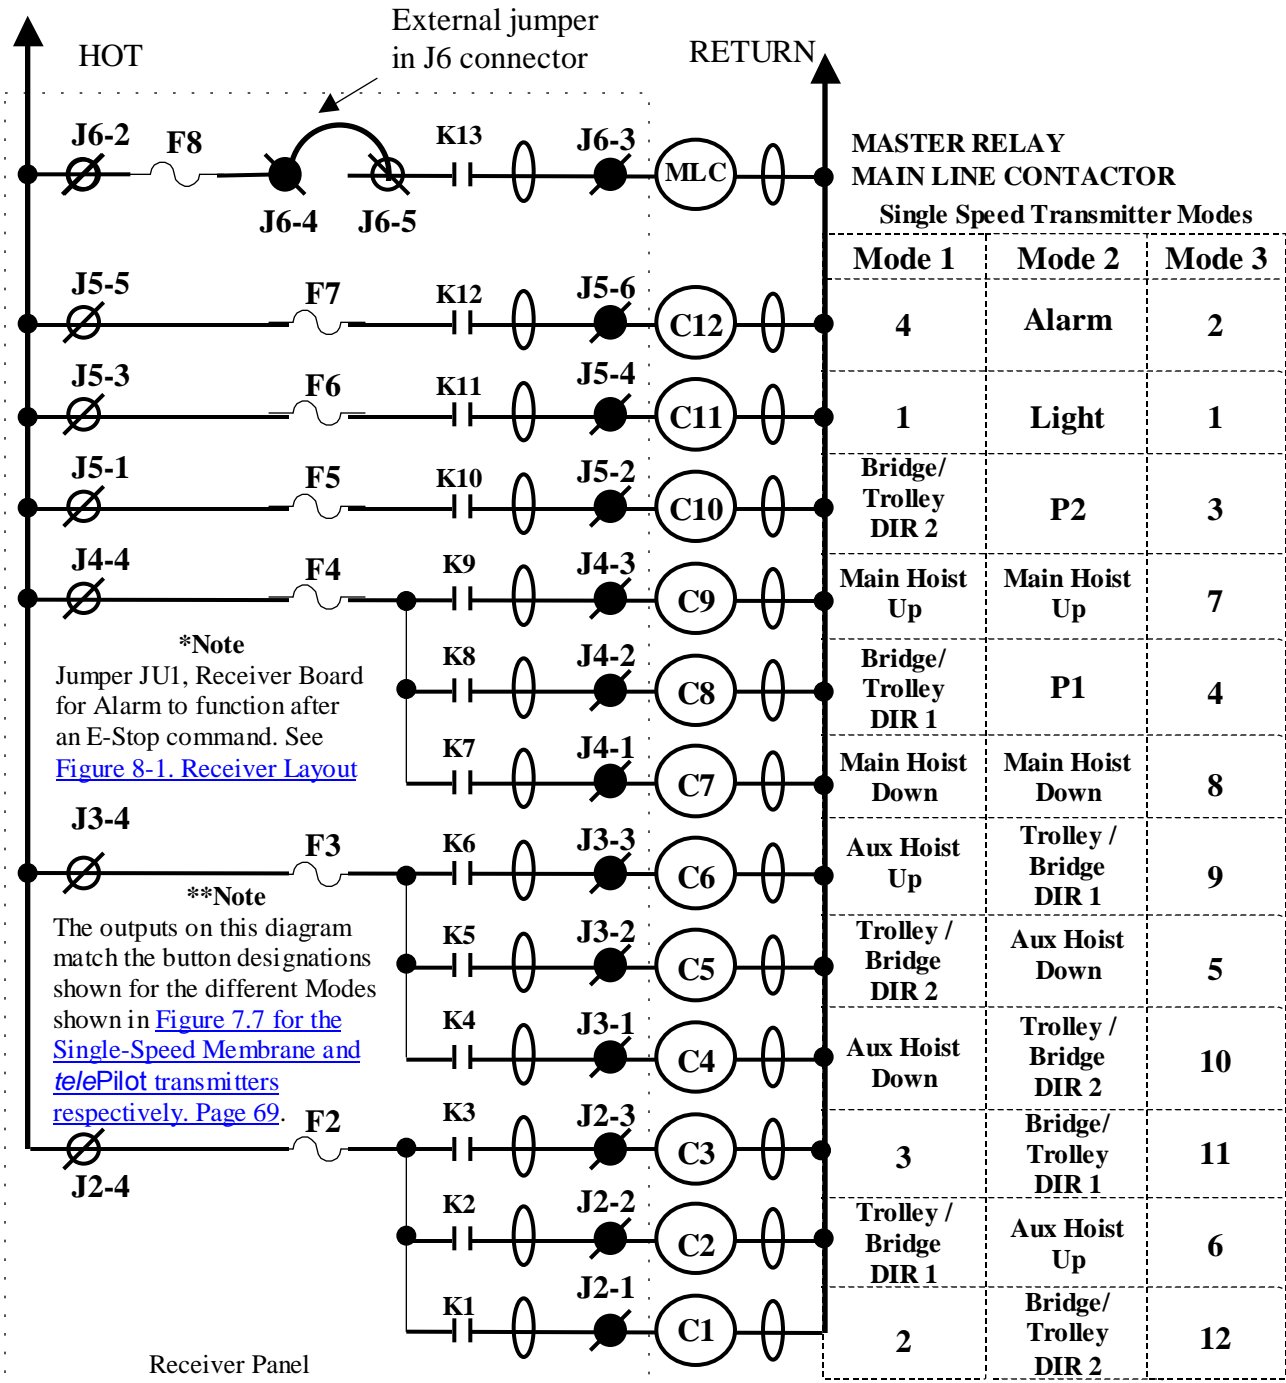 External jumper
in J6 connector
HOT
RETURN
J6-2
F8
K13
J6-3
MLC
J6-4
J6-5
MASTER RELAY
MAIN LINE CONTACTOR
Single Speed Transmitter Modes
Mode 1 Mode 2 Mode 3
J5-5
F7
K12
J5-6
C12
4 Alarm 2
J5-3
F6
K11
J5-4
C11
1 Light 1
J5-1
F5
K10
J5-2
C10
Bridge/
Trolley
DIR 2
P2
3
J4-4
F4
K9
J4-3
C9
Main Hoist
Up
Main Hoist
Up
7
*Note
Jumper JU1, Receiver Board
for Alarm to function after
an E-Stop command. See
Figure 8-1. Receiver Layout
K8
J4-2
C8
Bridge/
Trolley
DIR 1
P1
4
K7
J4-1
C7
Main Hoist
Down
Main Hoist
Down
8
J3-4
F3
K6
J3-3
C6
Aux Hoist
Up
Trolley /
Bridge
DIR 1
9
**Note
The outputs on this diagram
match the button designations
shown for the different Modes
shown in Figure 7.7 for the
Single-Speed Membrane and
telePilot transmitters
respectively. Page 69.
K5
J3-2
C5
Trolley /
Bridge
DIR 2
Aux Hoist
Down
5
K4
J3-1
C4
Aux Hoist
Down
Trolley /
Bridge
DIR 2
10
J2-4
F2
K3
J2-3
C3
3
Bridge/
Trolley
DIR 1
11
K2
J2-2
C2
Trolley /
Bridge
DIR 1
Aux Hoist
Up
6
K1
J2-1
C1
2
Bridge/
Trolley
DIR 2
12
Receiver Panel